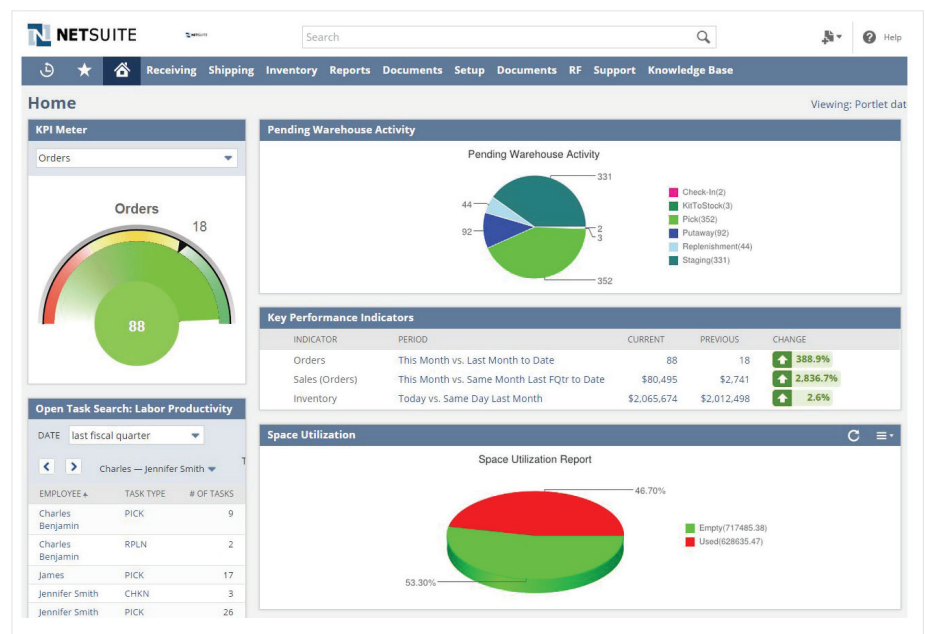 NETSUITE
NETSUITE
Search
Help
Receiving Shipping Inventory Reports Documents Setup Documents RF Support Knowledge Base
Home
Viewing: Portlet dat
KPI Meter
Orders
Orders
18
88
Pending Warehouse Activity
Pending Warehouse Activity
331
44
92
2
3
352
Check-In(2)
KitToStock(3)
Pick(352)
Putaway(92)
Replenishment(44)
Staging(331)
Key Performance Indicators
INDICATOR PERIOD CURRENT PREVIOUS CHANGE
Orders This Month vs. Last Month to Date 88 18 388.9%
Sales (Orders) This Month vs. Same Month Last FQtr to Date $80,495 $2,741 2,836.7%
Inventory Today vs. Same Day Last Month $2,065,674 $2,012,498 2.6%
Open Task Search: Labor Productivity
DATE last fiscal quarter
Charles — Jennifer Smith
T
EMPLOYEE TASK TYPE # OF TASKS
Charles Benjamin PICK 9
Charles Benjamin RPLN 2
James PICK 17
Jennifer Smith CHKN 3
Jennifer Smith PICK 26
Space Utilization
Space Utilization Report
46.70%
53.30%
Empty(717485.38)
Used(628635.47)